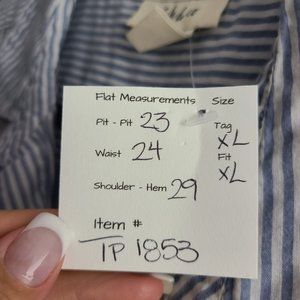 Flat Measurements Size
Pit - Pit 23
Tag
XL
Waist 24
Fit
XL
Shoulder - Hem 29
Item #
TP 1853